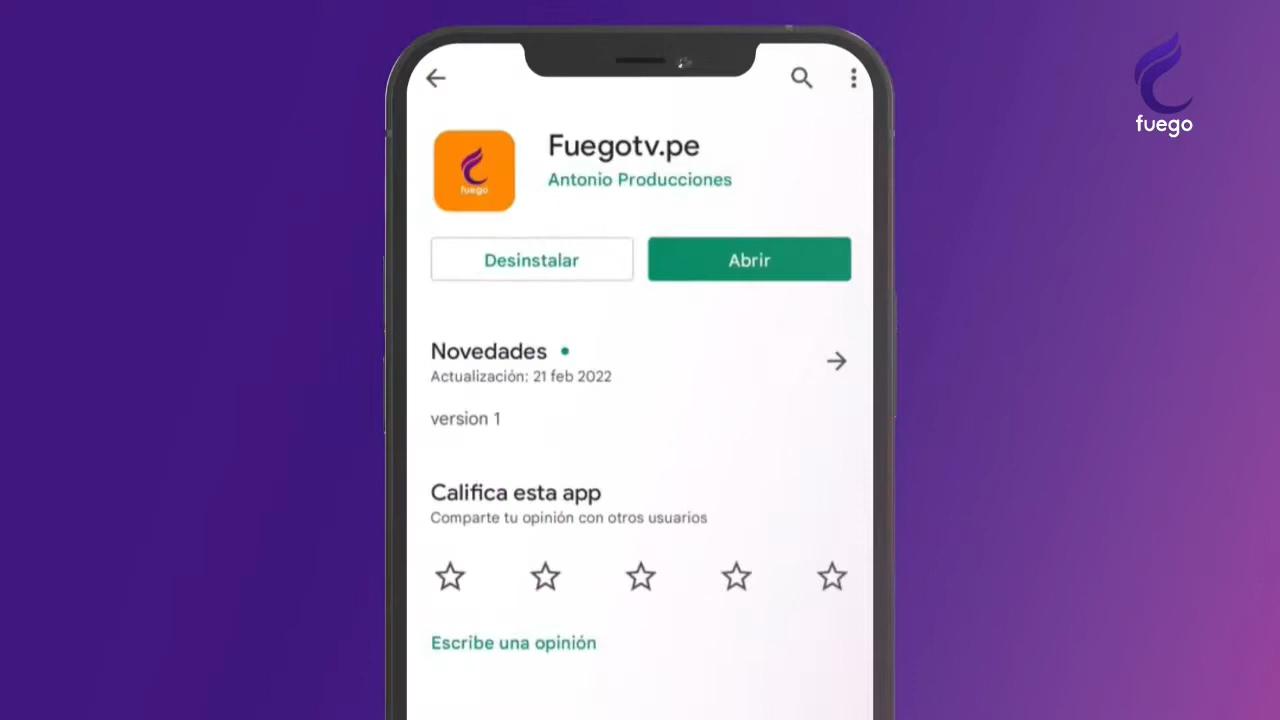 fuego
Fuegotv.pe
Antonio Producciones
fuego
Desinstalar
Abrir
Novedades
Actualización: 21 feb 2022
version 1
Califica esta app
Comparte tu opinión con otros usuarios
Escribe una opinión